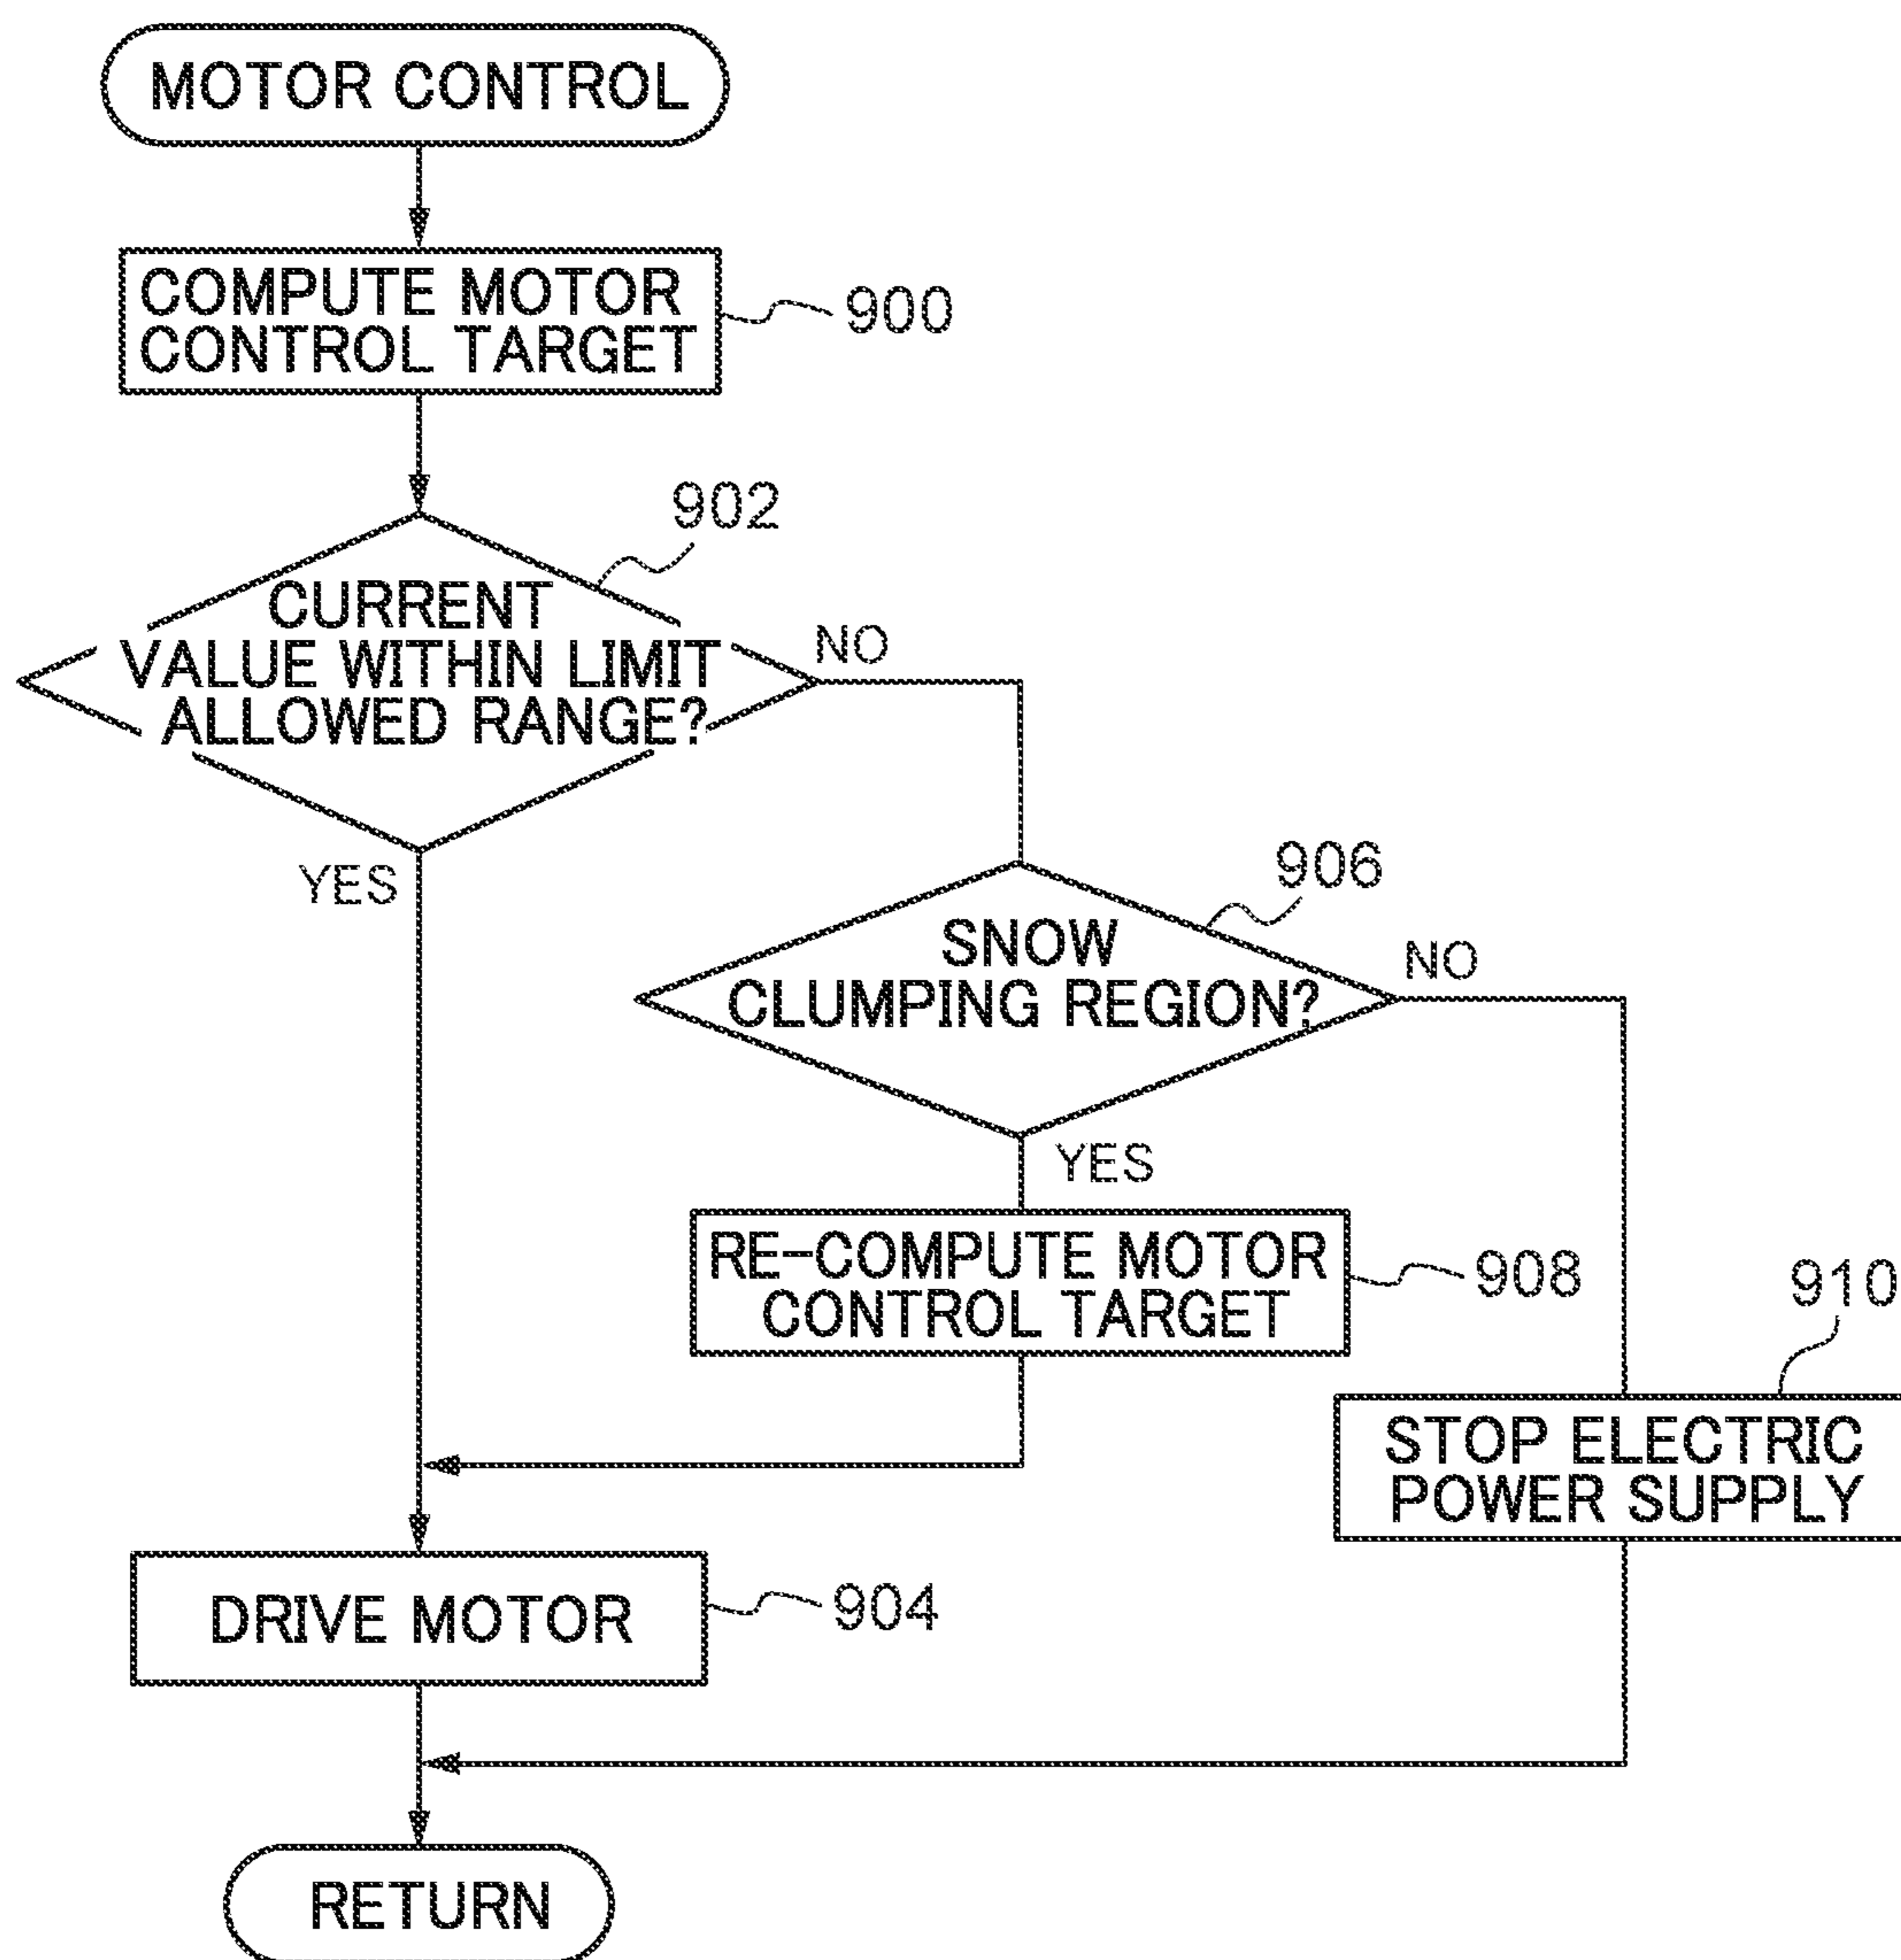 MOTOR CONTROL
COMPUTE MOTOR
CONTROL TARGET
900
902
CURRENT
VALUE WITHIN LIMIT
ALLOWED RANGE?
NO
YES
906
SNOW
CLUMPING REGION?
NO
YES
RE-COMPUTE MOTOR
CONTROL TARGET
908
910
STOP ELECTRIC
POWER SUPPLY
DRIVE MOTOR
904
RETURN